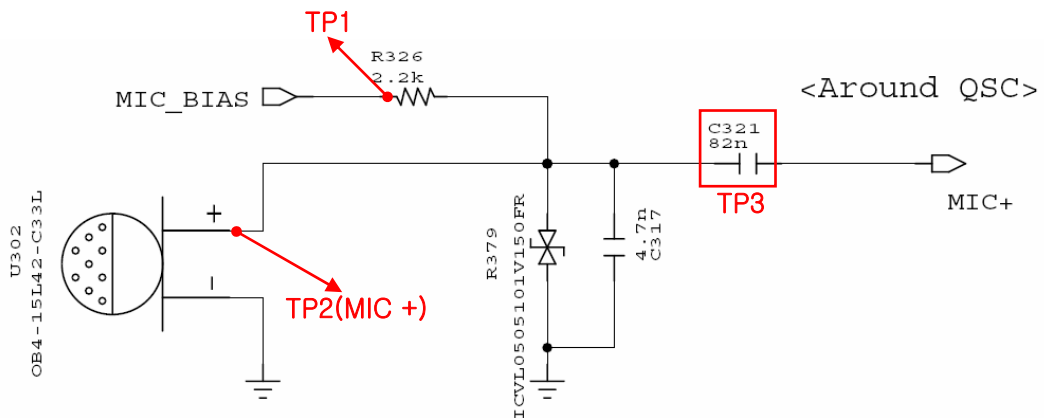 TP1
R326
2.2k
MIC_BIAS
<Around QSC>
C321
82n
TP3
MIC+
U302
OB4-15L42-C33L
+
-
TP2(MIC +)
R379
ICVL0505101V150FR
4.7n
C317